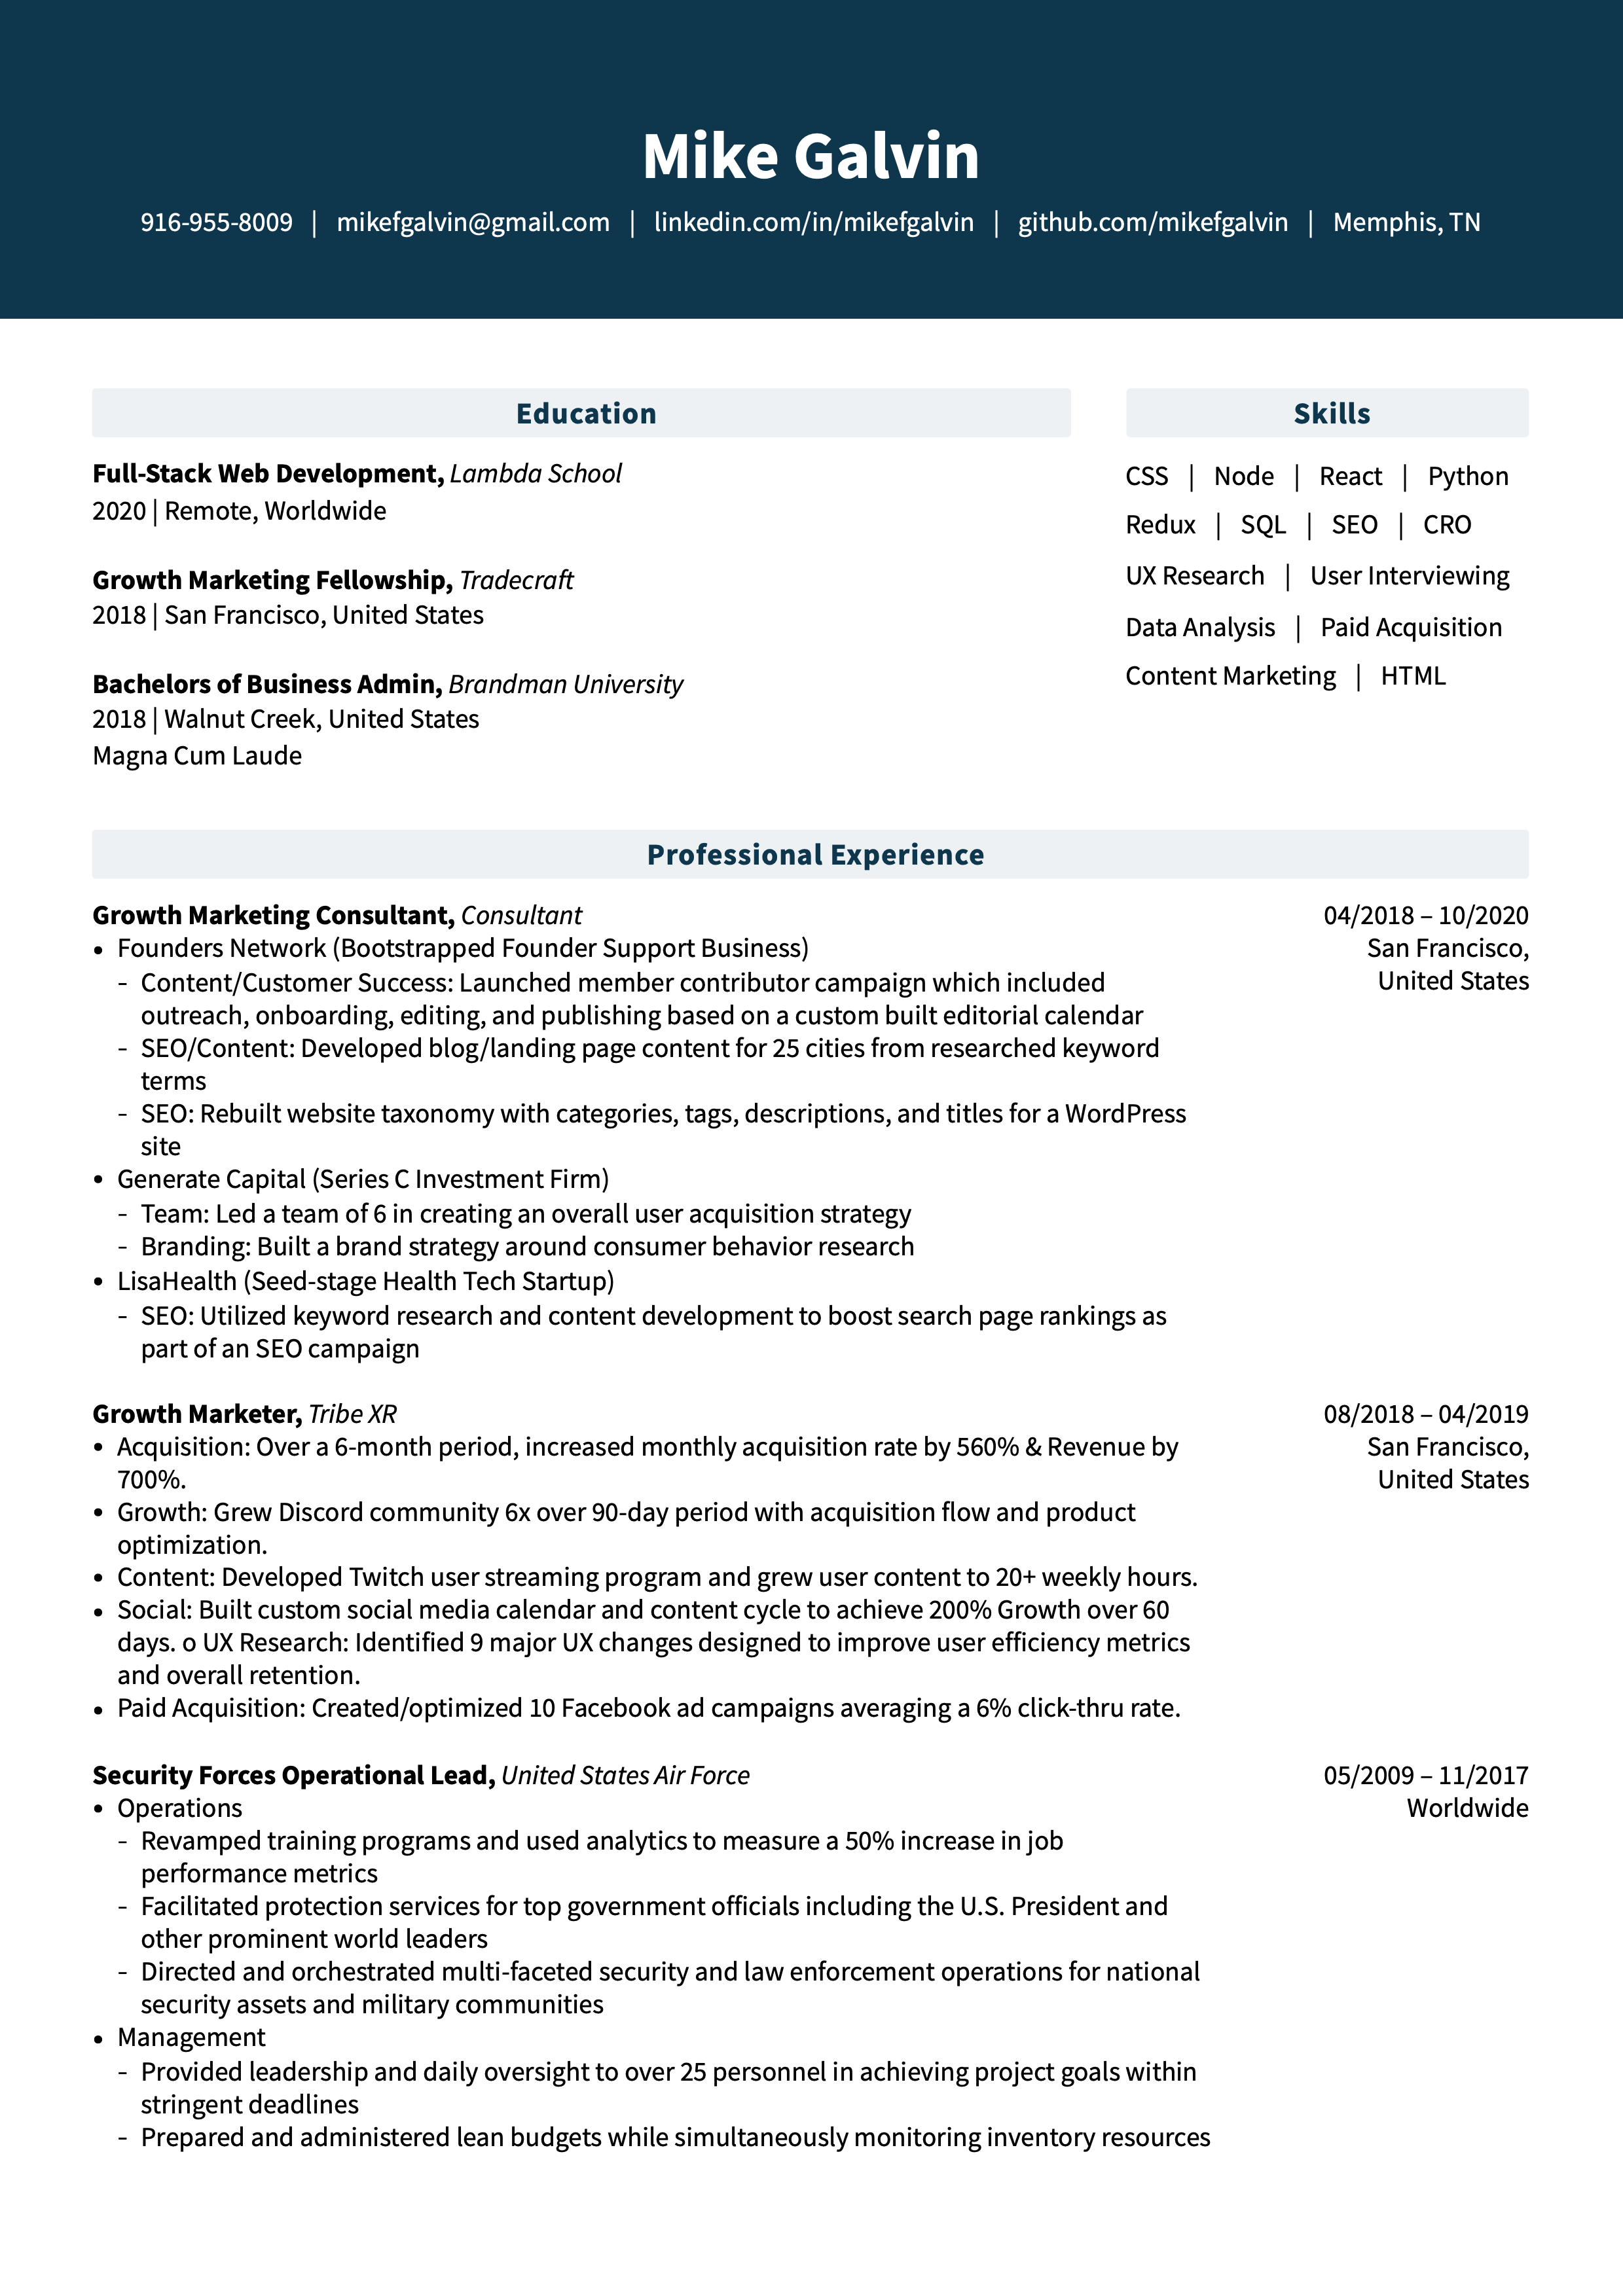 Mike Galvin
916-955-8009 | mikefgalvin@gmail.com | linkedin.com/in/mikefgalvin | github.com/mikefgalvin | Memphis, TN
Education
Full-Stack Web Development, Lambda School
2020 | Remote, Worldwide
Growth Marketing Fellowship, Tradecraft
2018 | San Francisco, United States
Bachelors of Business Admin, Brandman University
2018 | Walnut Creek, United States
Magna Cum Laude
Skills
CSS | Node | React | Python
Redux | SQL | SEO | CRO
UX Research | User Interviewing
Data Analysis | Paid Acquisition
Content Marketing | HTML
Professional Experience
Growth Marketing Consultant, Consultant
04/2018 – 10/2020
San Francisco,
United States
• Founders Network (Bootstrapped Founder Support Business)
- Content/Customer Success: Launched member contributor campaign which included
outreach, onboarding, editing, and publishing based on a custom built editorial calendar
- SEO/Content: Developed blog/landing page content for 25 cities from researched keyword
terms
- SEO: Rebuilt website taxonomy with categories, tags, descriptions, and titles for a WordPress
site
• Generate Capital (Series C Investment Firm)
- Team: Led a team of 6 in creating an overall user acquisition strategy
- Branding: Built a brand strategy around consumer behavior research
• LisaHealth (Seed-stage Health Tech Startup)
- SEO: Utilized keyword research and content development to boost search page rankings as
part of an SEO campaign
Growth Marketer, Tribe XR
08/2018 – 04/2019
San Francisco,
United States
• Acquisition: Over a 6-month period, increased monthly acquisition rate by 560% & Revenue by
700%.
• Growth: Grew Discord community 6x over 90-day period with acquisition flow and product
optimization.
• Content: Developed Twitch user streaming program and grew user content to 20+ weekly hours.
• Social: Built custom social media calendar and content cycle to achieve 200% Growth over 60
days. o UX Research: Identified 9 major UX changes designed to improve user efficiency metrics
and overall retention.
• Paid Acquisition: Created/optimized 10 Facebook ad campaigns averaging a 6% click-thru rate.
Security Forces Operational Lead, United States Air Force
05/2009 – 11/2017
Worldwide
• Operations
- Revamped training programs and used analytics to measure a 50% increase in job
performance metrics
- Facilitated protection services for top government officials including the U.S. President and
other prominent world leaders
- Directed and orchestrated multi-faceted security and law enforcement operations for national
security assets and military communities
• Management
- Provided leadership and daily oversight to over 25 personnel in achieving project goals within
stringent deadlines
- Prepared and administered lean budgets while simultaneously monitoring inventory resources